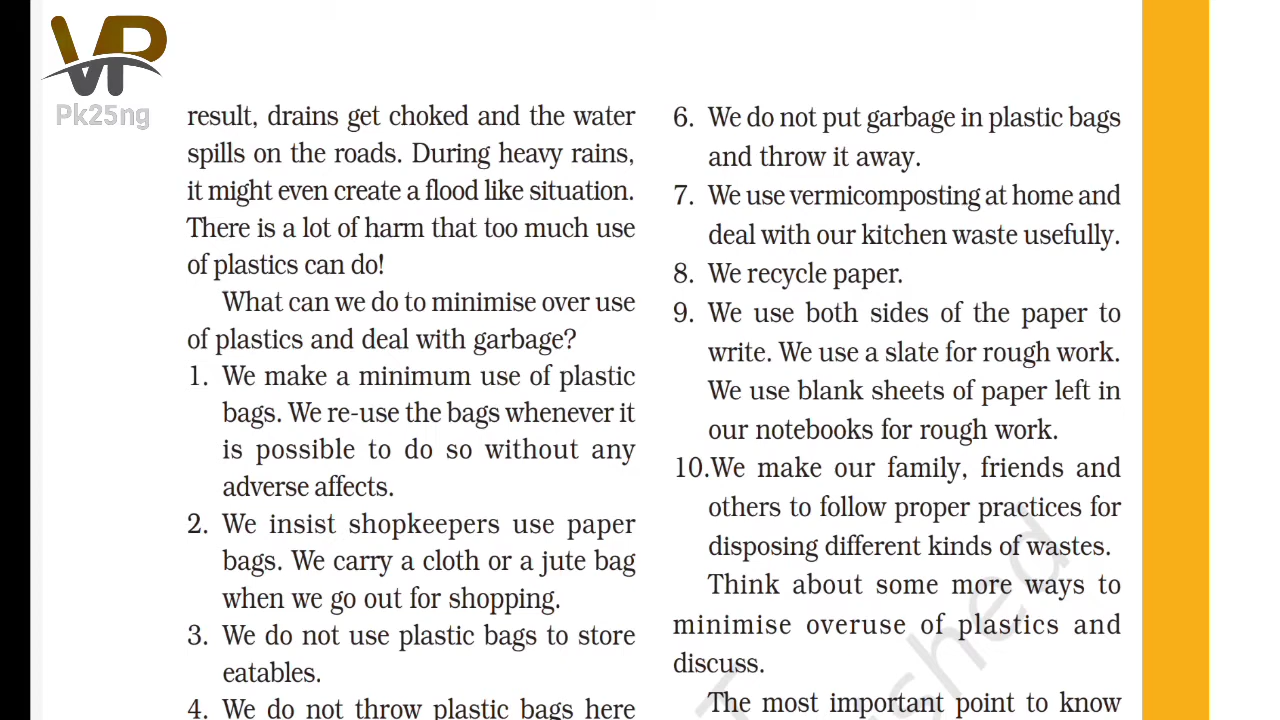 VP
Pk25ng
result, drains get choked and the water
spills on the roads. During heavy rains,
it might even create a flood like situation.
There is a lot of harm that too much use
of plastics can do!
What can we do to minimise over use
of plastics and deal with garbage?
1. We make a minimum use of plastic
bags. We re-use the bags whenever it
is possible to do so without any
adverse affects.
2. We insist shopkeepers use paper
bags. We carry a cloth or a jute bag
when we go out for shopping.
3. We do not use plastic bags to store
eatables.
4. We do not throw plastic bags here
6. We do not put garbage in plastic bags
and throw it away.
7. We use vermicomposting at home and
deal with our kitchen waste usefully.
8. We recycle paper.
9. We use both sides of the paper to
write. We use a slate for rough work.
We use blank sheets of paper left in
our notebooks for rough work.
10.We make our family, friends and
others to follow proper practices for
disposing different kinds of wastes.
Think about some more ways to
minimise overuse of plastics and
discuss.
The most important point to know